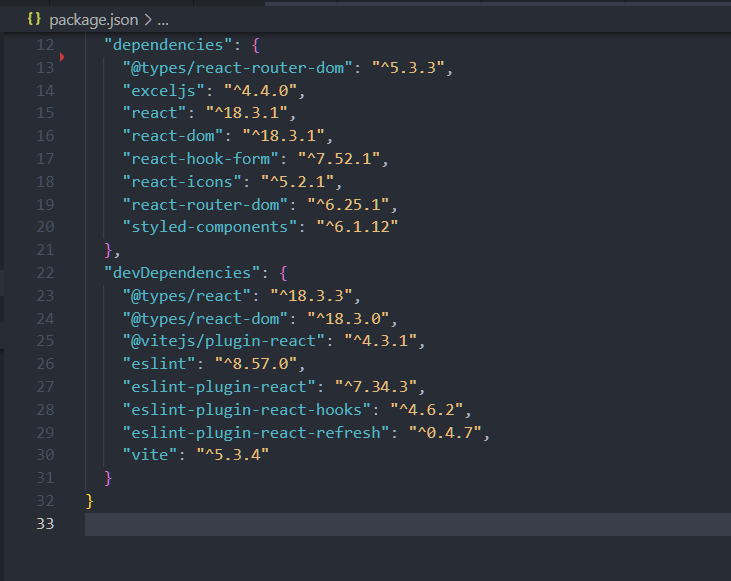 {} package.json > ...
12 "dependencies": {
13 "@types/react-router-dom": "^5.3.3",
14 "exceljs": "^4.4.0",
15 "react": "^18.3.1",
16 "react-dom": "^18.3.1",
17 "react-hook-form": "^7.52.1",
18 "react-icons": "^5.2.1",
19 "react-router-dom": "^6.25.1",
20 "styled-components": "^6.1.12"
21 },
22 "devDependencies": {
23 "@types/react": "^18.3.3",
24 "@types/react-dom": "^18.3.0",
25 "@vitejs/plugin-react": "^4.3.1",
26 "eslint": "^8.57.0",
27 "eslint-plugin-react": "^7.34.3",
28 "eslint-plugin-react-hooks": "^4.6.2",
29 "eslint-plugin-react-refresh": "^0.4.7",
30 "vite": "^5.3.4"
31 }
32 }
33